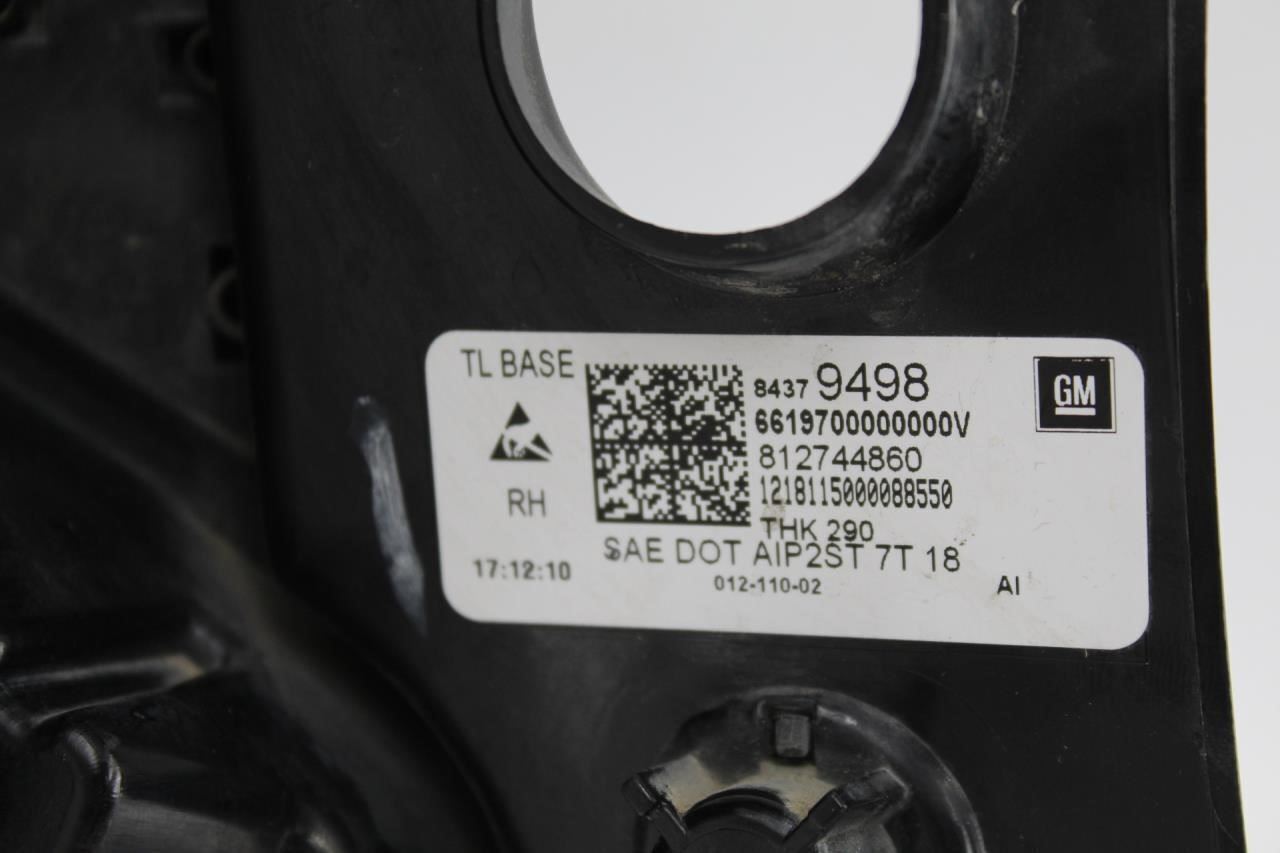 TL BASE
RH
17:12:10
8437 9498
6619700000000V
812744860
1218115000088550
THK 290
SAE DOT AIP2ST 7T 18
012-110-02
AI
GM